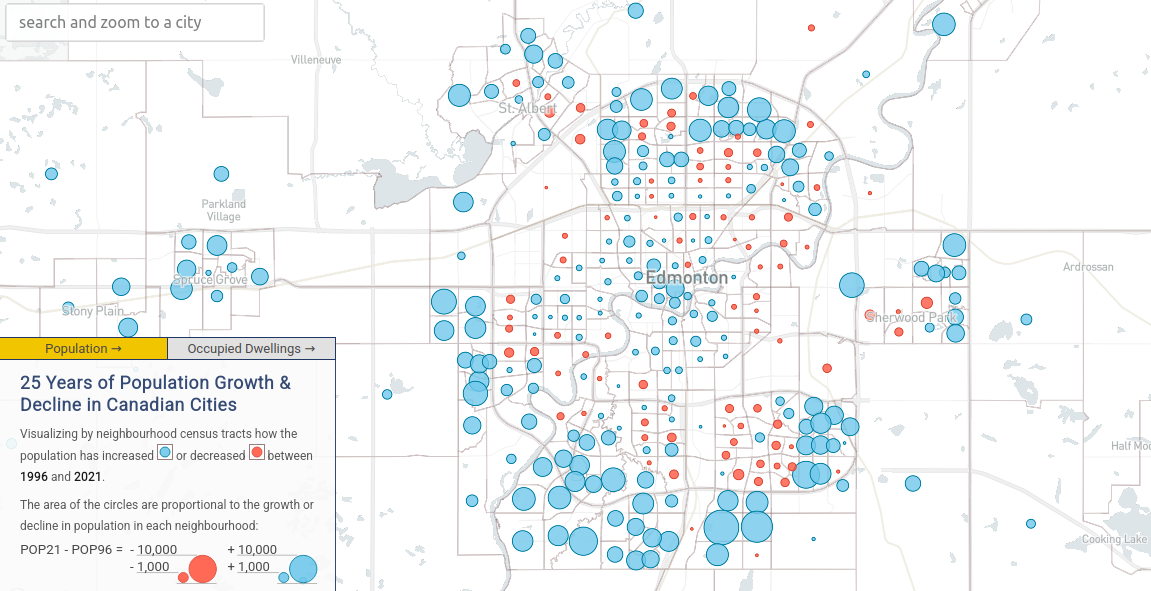 search and zoom to a city
Villeneuve
St. Albert
Parkland
Village
Spruce Grove
Stony Plain
Edmonton
Ardrossan
Sherwood Park
Half Moo
Cooking Lake
Population →
Occupied Dwellings →
25 Years of Population Growth &
Decline in Canadian Cities
Visualizing by neighbourhood census tracts how the
population has increased or decreased between
1996 and 2021.
The area of the circles are proportional to the growth or
decline in population in each neighbourhood:
POP21 - POP96 = - 10,000 + 10,000
- 1,000 + 1,000